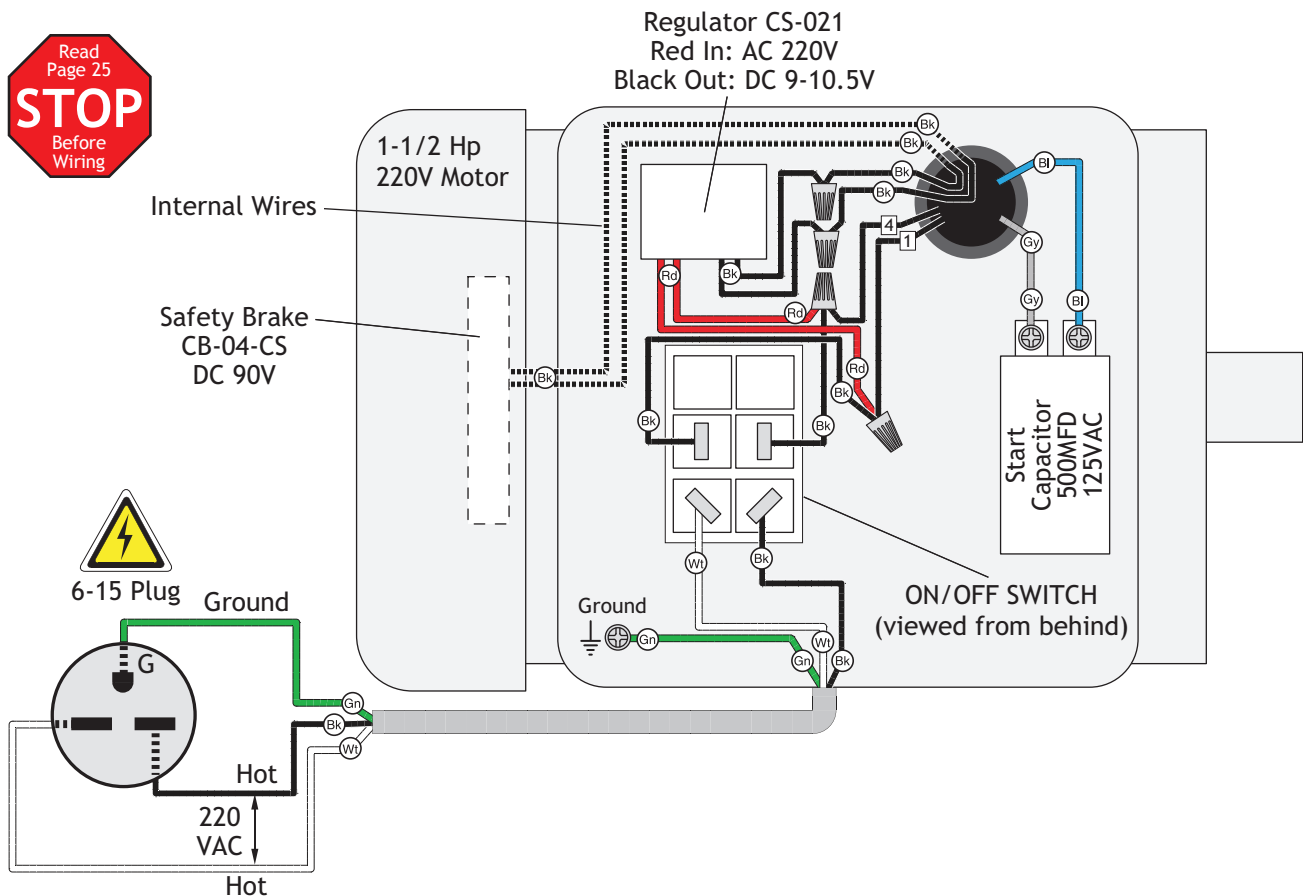 Read
Page 25
STOP
Before
Wiring
Regulator CS-021
Red In: AC 220V
Black Out: DC 9-10.5V
1-1/2 Hp
220V Motor
Internal Wires
Safety Brake
CB-04-CS
DC 90V
Bk
Bk
Bk
Bk
Bl
4
1
Gy
Rd
Bk
Gy
Bl
Rd
Bk
Rd
Bk
Bk
Bk
Start
Capacitor
500MFD
125VAC
Wt
Bk
6-15 Plug
Ground
ON/OFF SWITCH
(viewed from behind)
Ground
Gn
Wt
Gn
Bk
G
Gn
Bk
Wt
Hot
220
VAC
Hot